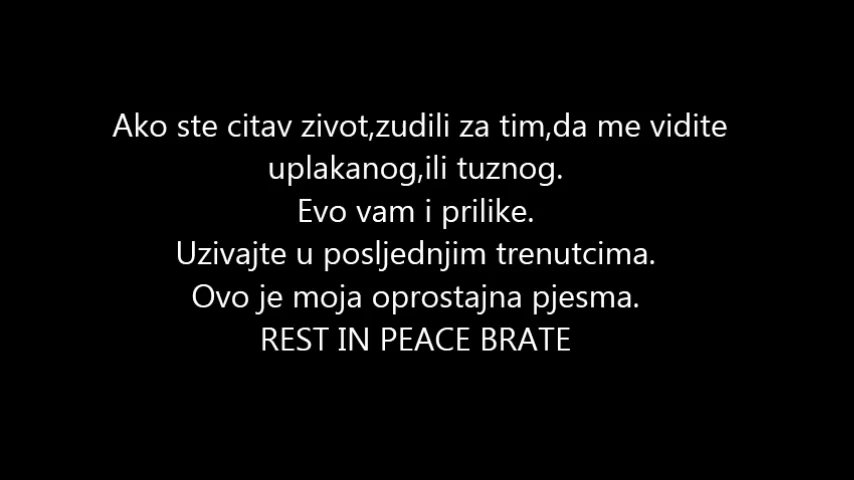 Ako ste citav zivot,zudili za tim,da me vidite
uplakanog,ili tuznog.
Evo vam i prilike.
Uzivajte u posljednjim trenutcima.
Ovo je moja oprostajna pjesma.
REST IN PEACE BRATE